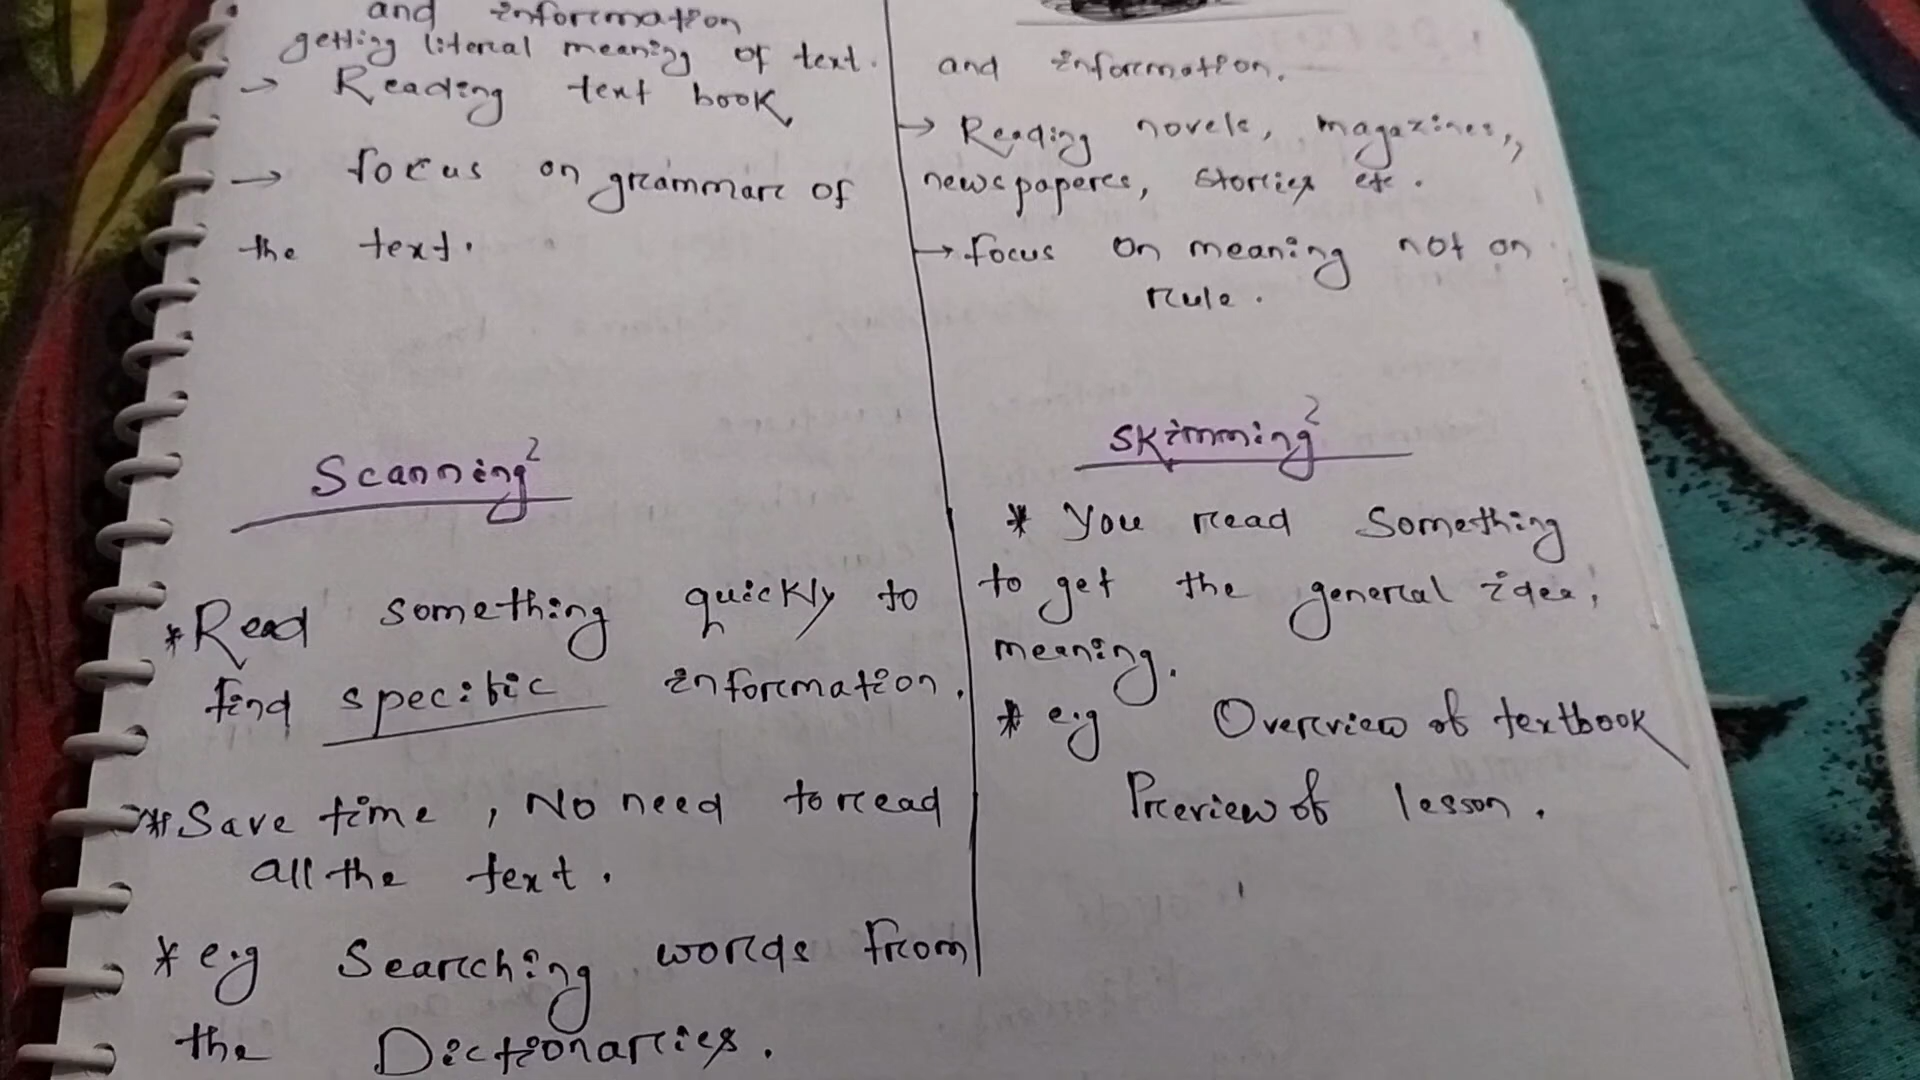 and information
getting literal meaning of text.
→ Reading text book
→ focus on grammar of
the text.
and information.
→ Reading novels, magazines,,
newspapers, stories etc.
→ focus on meaning not on
rule.
Scanning²
* Read something quickly to
find specific information.
** Save time, No need to read
all the text.
* e.g Searching words from
the Dictionaries.
Skimming²
* You read Something
to get the general idea,
meaning.
* e.g Overview of textbook
Preview of lesson.